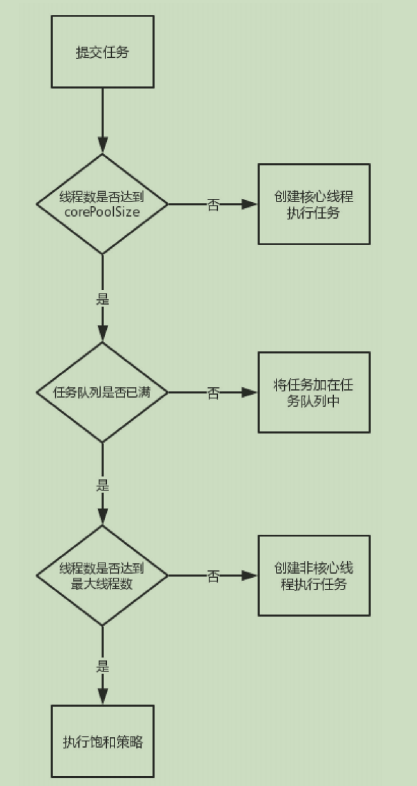 提交任务
线程数是否达到
corePoolSize
否
创建核心线程
执行任务
是
任务队列是否已满
否
将任务加在任
务队列中
是
线程数是否达到
最大线程数
否
创建非核心线
程执行任务
是
执行饱和策略